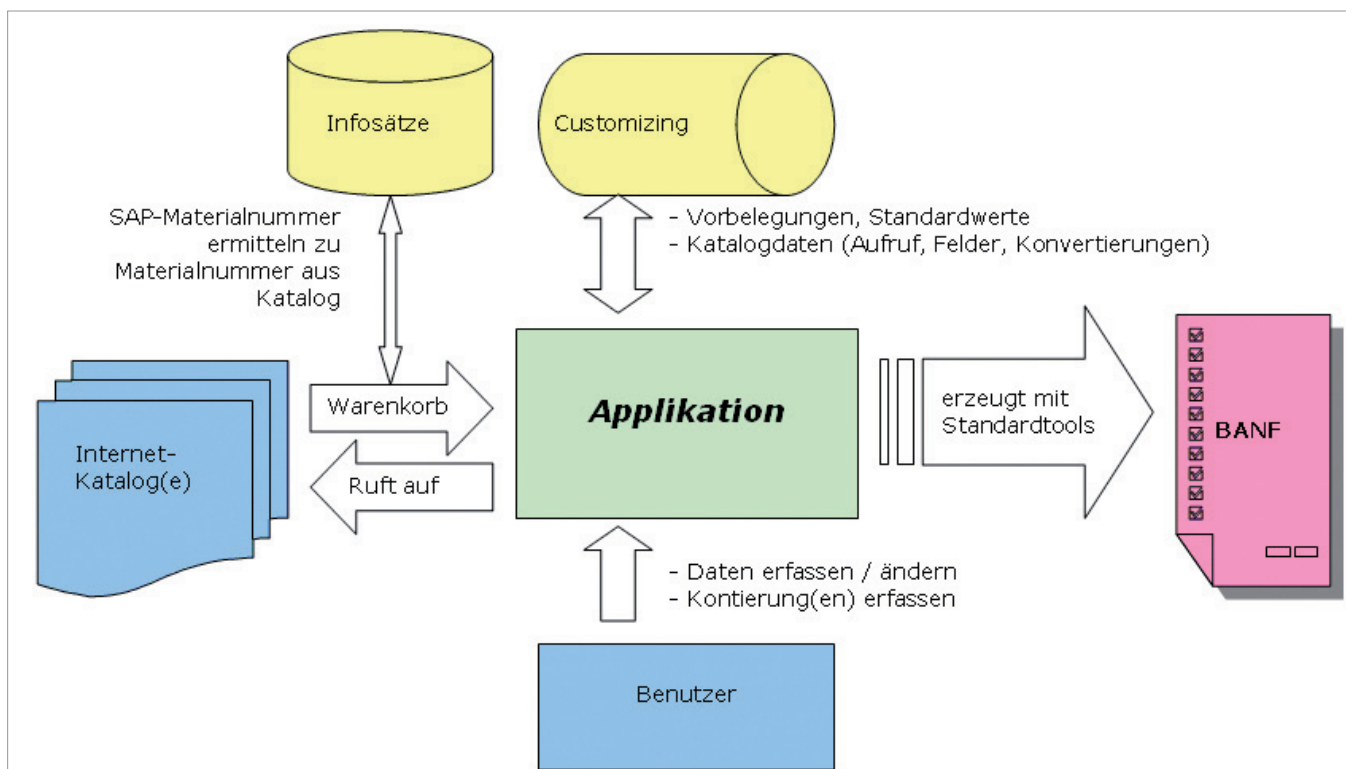 Infosätze
Customizing
SAP-Materialnummer
ermitteln zu
Materialnummer aus
Katalog
- Vorbelegungen, Standardwerte
- Katalogdaten (Aufruf, Felder, Konvertierungen)
Internet-
Katalog(e)
Warenkorb
Ruft auf
Applikation
erzeugt mit
Standardtools
BANF
- Daten erfassen / ändern
- Kontierung(en) erfassen
Benutzer